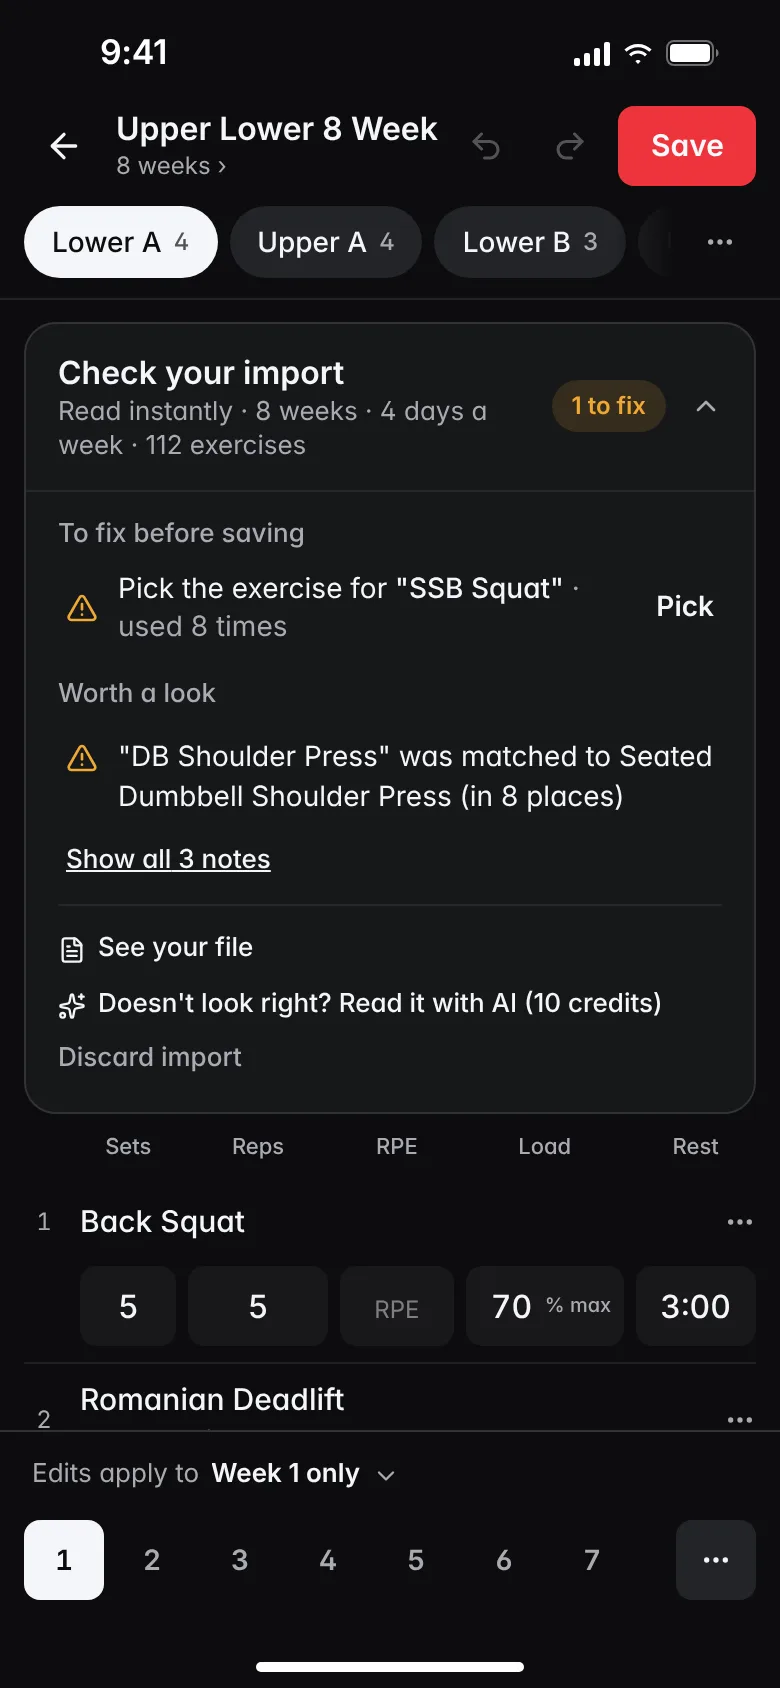 9:41
Upper Lower 8 Week
8 weeks ›
Save
Lower A 4
Upper A 4
Lower B 3
Check your import
Read instantly · 8 weeks · 4 days a
week · 112 exercises
1 to fix
To fix before saving
Pick the exercise for "SSB Squat" ·
used 8 times
Pick
Worth a look
"DB Shoulder Press" was matched to Seated
Dumbbell Shoulder Press (in 8 places)
Show all 3 notes
See your file
Doesn't look right? Read it with AI (10 credits)
Discard import
Sets Reps RPE Load Rest
1 Back Squat
5 5 RPE 70 % max 3:00
2 Romanian Deadlift
Edits apply to Week 1 only
1 2 3 4 5 6 7